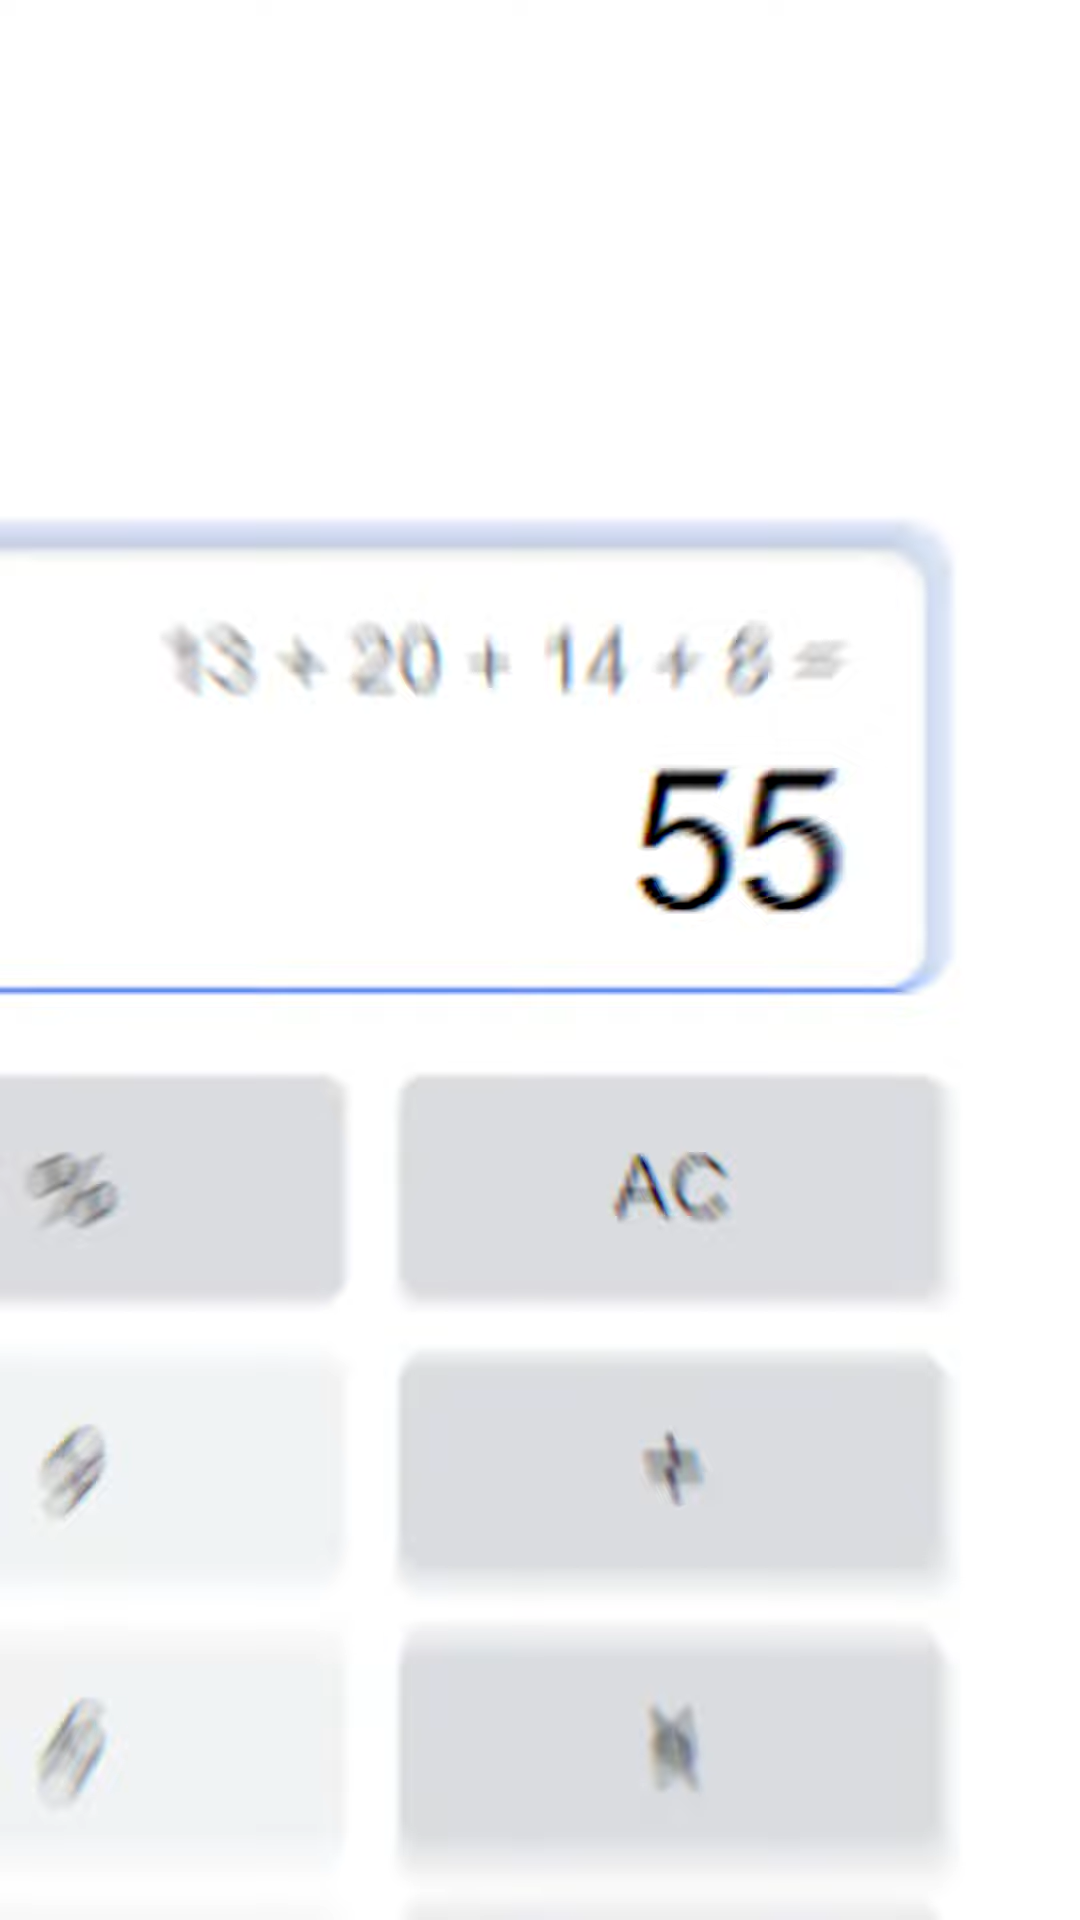 13 + 20 + 14 + 8 =
55
%
AC
÷